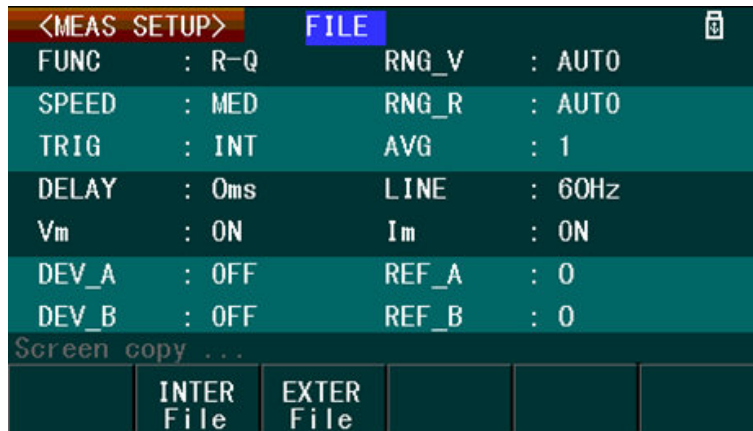 <MEAS SETUP> FILE
FUNC : R-Q RNG_V : AUTO
SPEED : MED RNG_R : AUTO
TRIG : INT AVG : 1
DELAY : 0ms LINE : 60Hz
Vm : ON Im : ON
DEV_A : OFF REF_A : 0
DEV_B : OFF REF_B : 0
Screen copy ...
INTER EXTER
File File